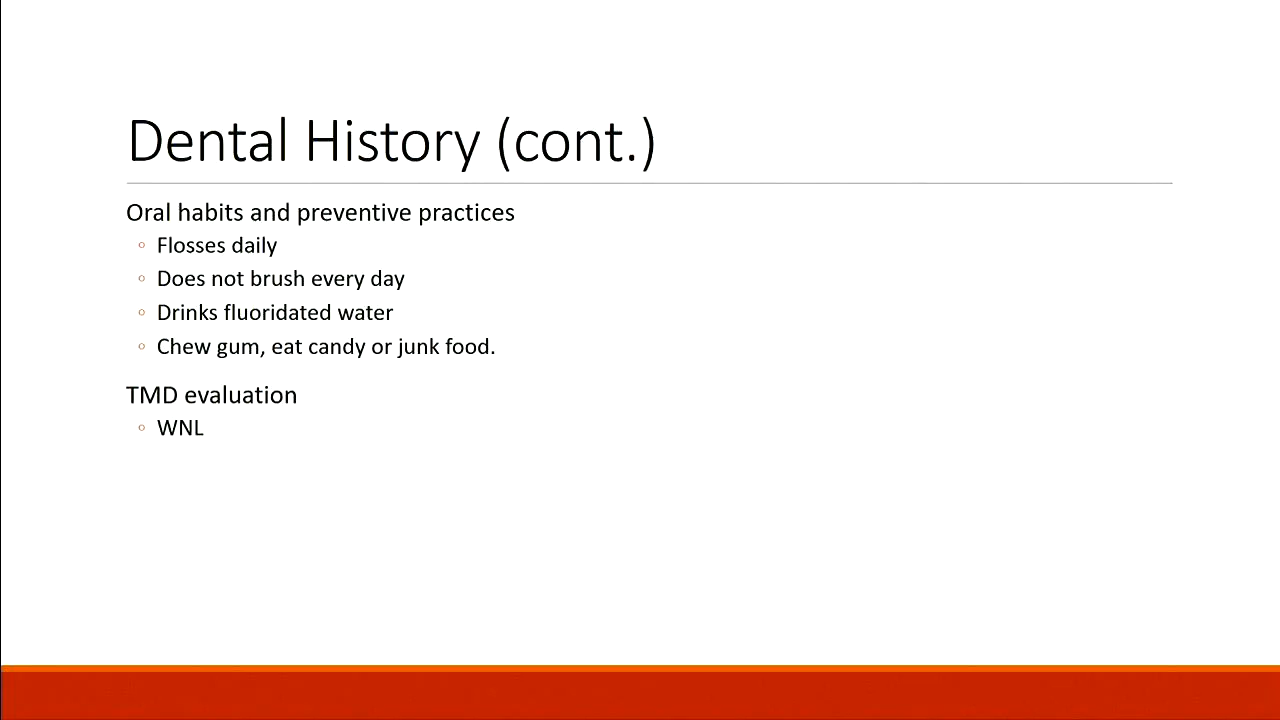 Dental History (cont.)
Oral habits and preventive practices
◦ Flosses daily
◦ Does not brush every day
◦ Drinks fluoridated water
◦ Chew gum, eat candy or junk food.
TMD evaluation
◦ WNL